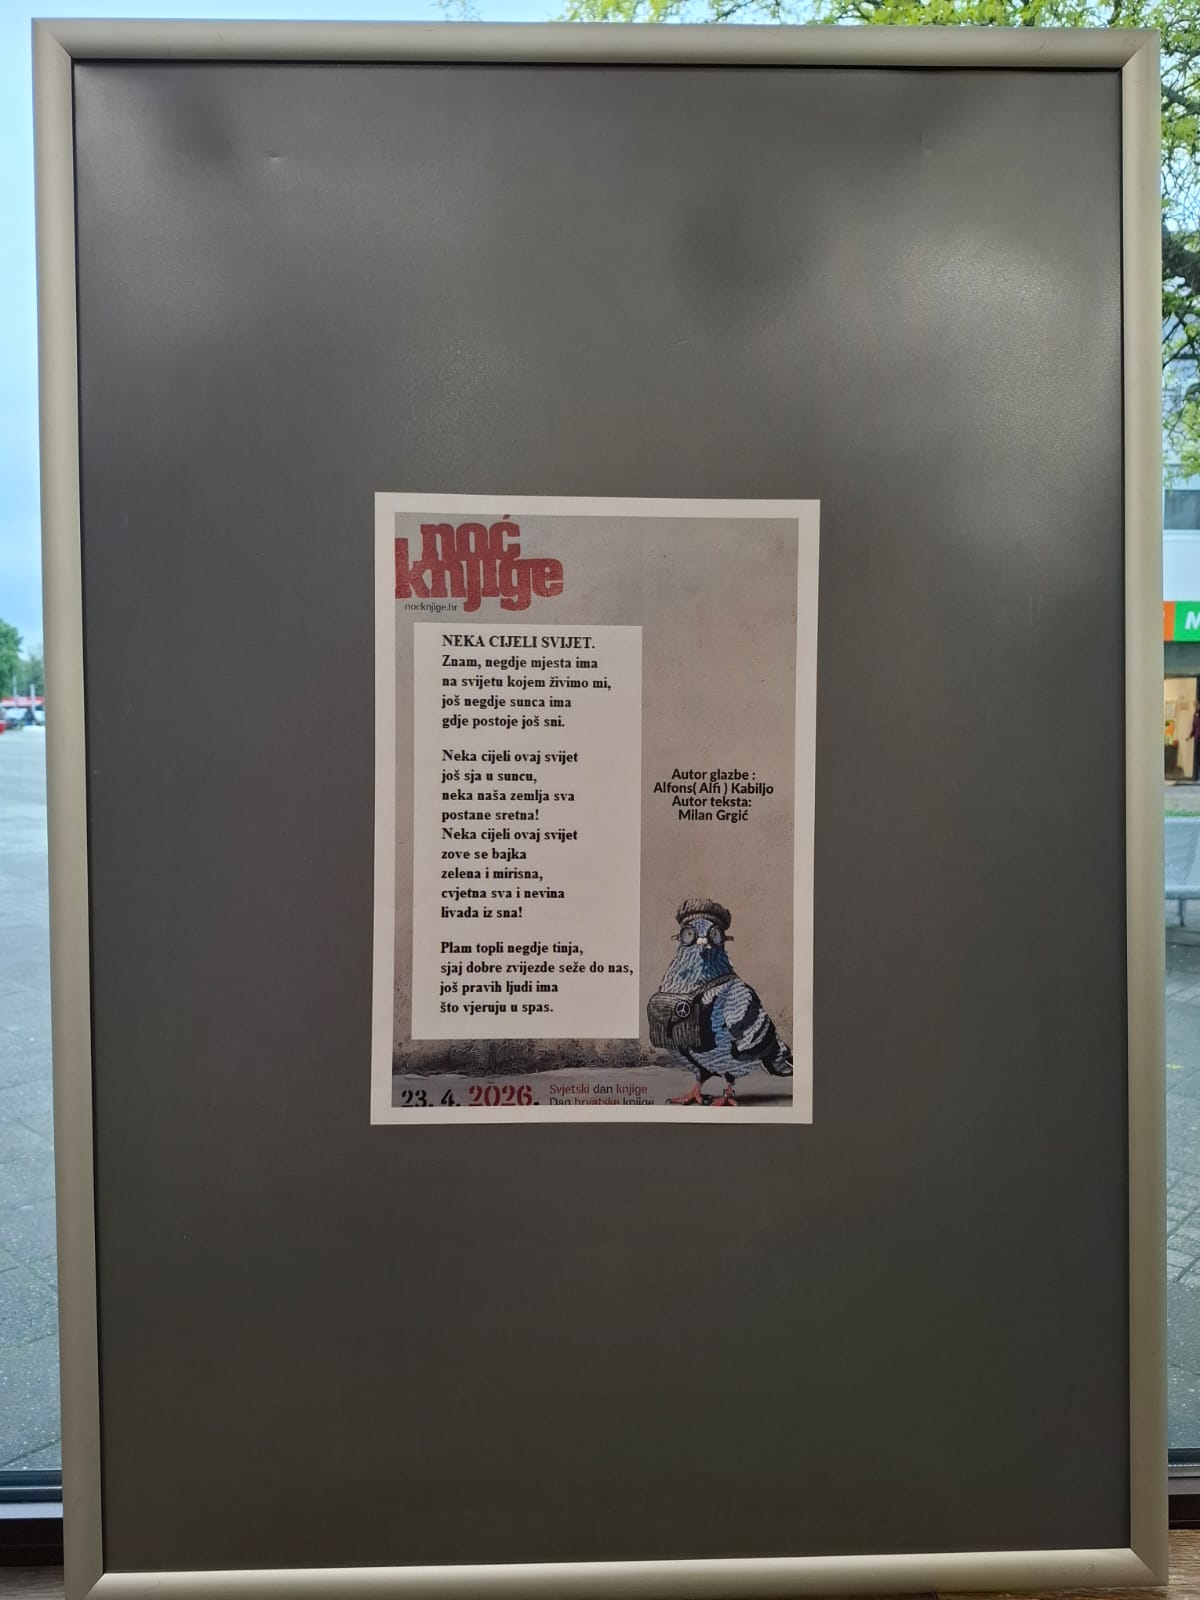 noć
knjige
nocknjige.hr
NEKA CIJELI SVIJET.
Znam, negdje mjesta ima
na svijetu kojem živimo mi,
još negdje sunca ima
gdje postoje još sni.
Neka cijeli ovaj svijet
još sja u suncu,
neka naša zemlja sva
postane sretna!
Neka cijeli ovaj svijet
zove se bajka
zelena i mirisna,
cvjetna sva i nevina
livada iz sna!
Plam topli negdje tinja,
sjaj dobre zvijezde seže do nas,
još pravih ljudi ima
što vjeruju u spas.
Autor glazbe :
Alfons( Alfi ) Kabiljo
Autor teksta:
Milan Grgić
23. 4. 2026.
Svjetski dan knjige
Dan hrvatske knjige
M